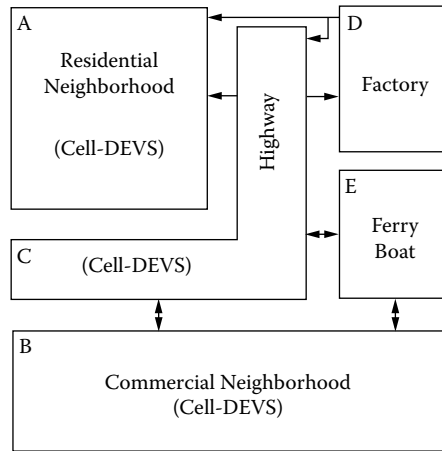 A
Residential
Neighborhood
(Cell-DEVS)
Highway
D
Factory
E
Ferry
Boat
C
(Cell-DEVS)
B
Commercial Neighborhood
(Cell-DEVS)